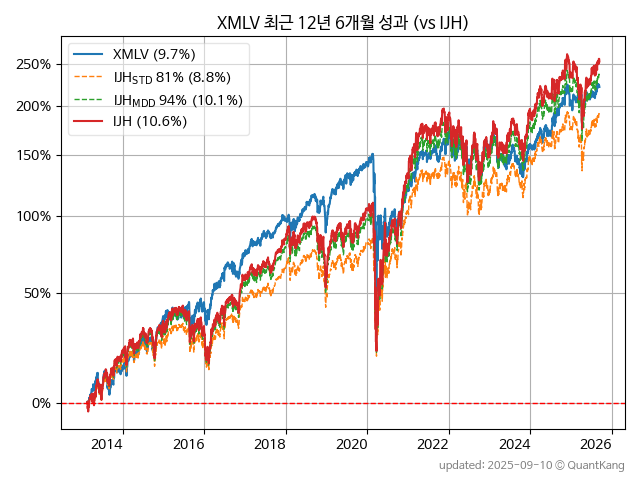 XMLV 최근 12년 6개월 성과 (vs IJH)
XMLV (9.7%)
IJH_STD 81% (8.8%)
IJH_MDD 94% (10.1%)
IJH (10.6%)
250%
200%
150%
100%
50%
0%
2014 2016 2018 2020 2022 2024 2026
updated: 2025-09-10 © QuantKang